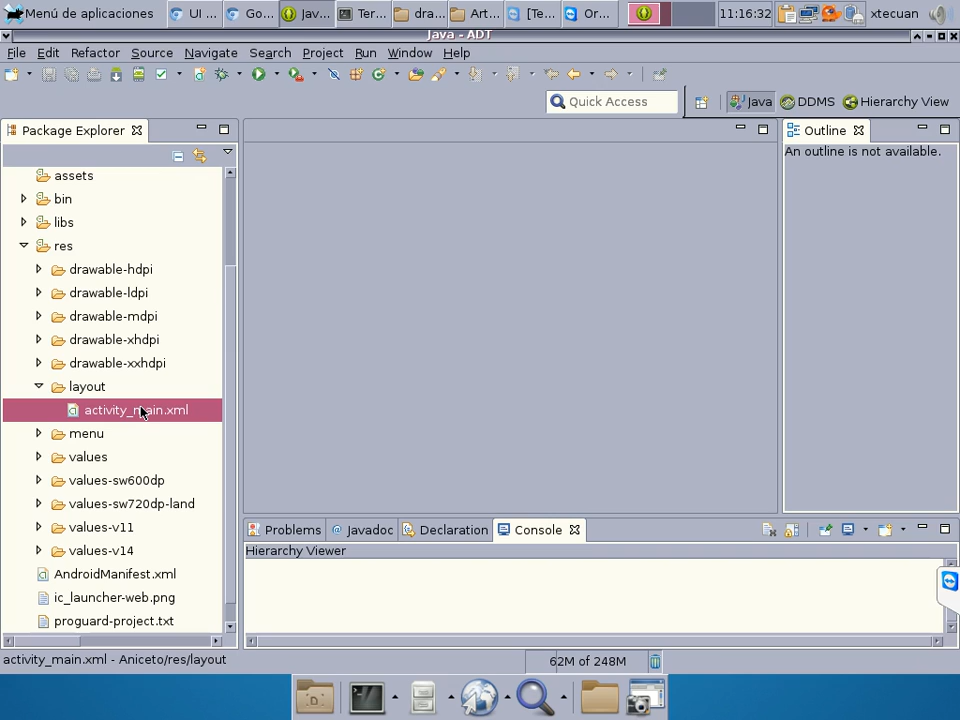 Menú de aplicaciones
UI ...
Go...
Jav...
Ter...
dra...
Art...
[Te...
Or...
11:16:32
xtecuan
Java - ADT
File Edit Refactor Source Navigate Search Project Run Window Help
Quick Access
Java
DDMS
Hierarchy View
Package Explorer
Outline
An outline is not available.
assets
bin
libs
res
drawable-hdpi
drawable-ldpi
drawable-mdpi
drawable-xhdpi
drawable-xxhdpi
layout
activity_main.xml
menu
values
values-sw600dp
values-sw720dp-land
values-v11
values-v14
AndroidManifest.xml
ic_launcher-web.png
proguard-project.txt
Problems
@ Javadoc
Declaration
Console
Hierarchy Viewer
activity_main.xml - Aniceto/res/layout
62M of 248M